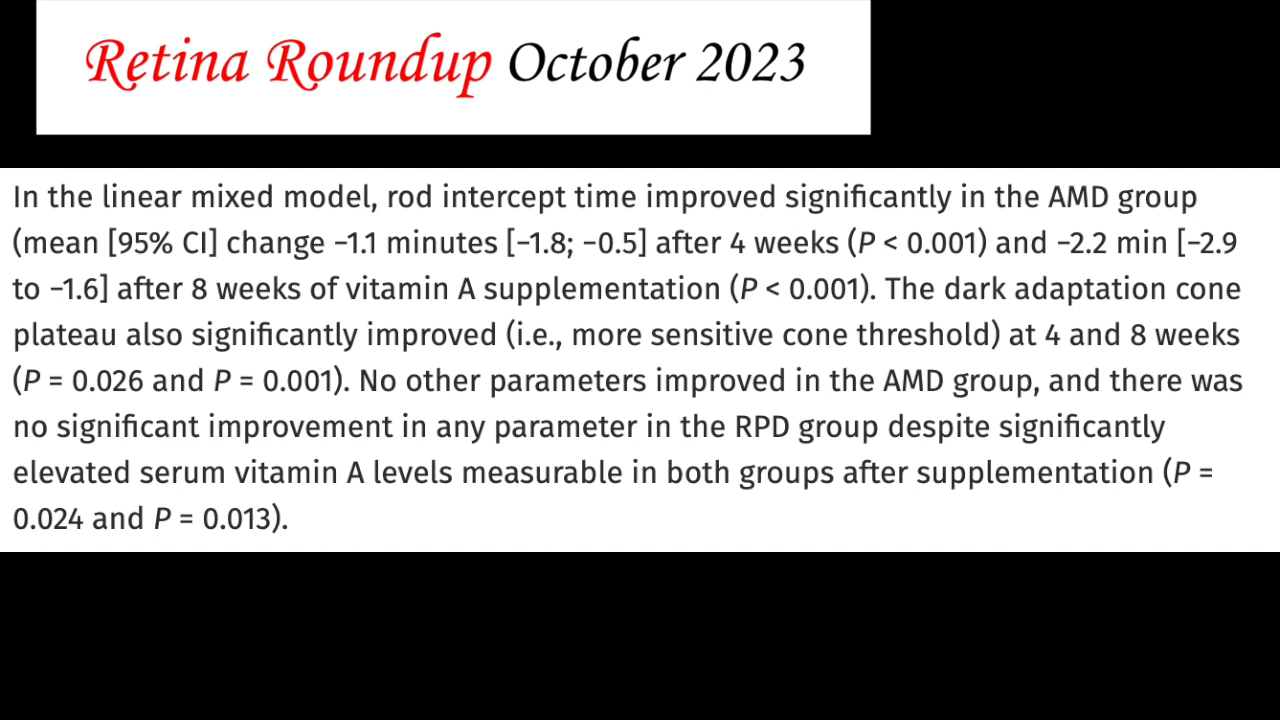 Retina Roundup October 2023
In the linear mixed model, rod intercept time improved significantly in the AMD group
(mean [95% CI] change −1.1 minutes [−1.8; −0.5] after 4 weeks (P < 0.001) and −2.2 min [−2.9
to −1.6] after 8 weeks of vitamin A supplementation (P < 0.001). The dark adaptation cone
plateau also significantly improved (i.e., more sensitive cone threshold) at 4 and 8 weeks
(P = 0.026 and P = 0.001). No other parameters improved in the AMD group, and there was
no significant improvement in any parameter in the RPD group despite significantly
elevated serum vitamin A levels measurable in both groups after supplementation (P =
0.024 and P = 0.013).